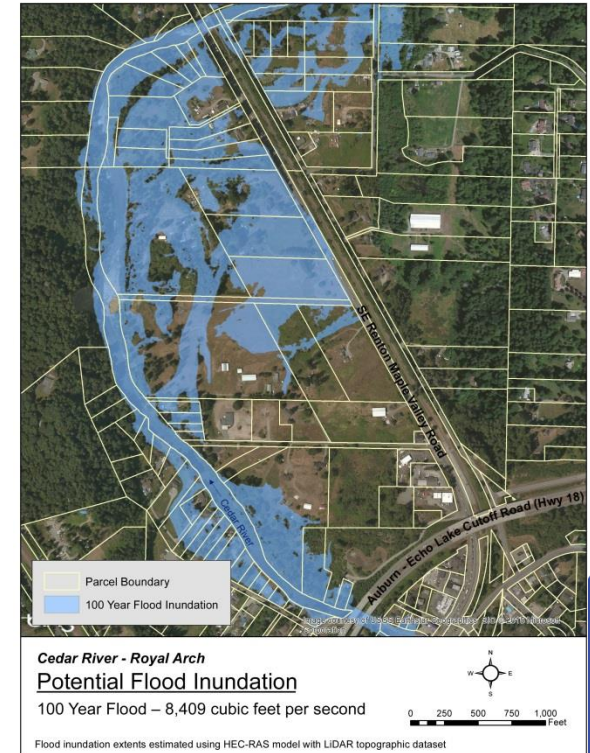 SE Renton Maple Valley Road
Auburn - Echo Lake Cutoff Road (Hwy 18)
Cedar River
Parcel Boundary
100 Year Flood Inundation
Cedar River - Royal Arch
Potential Flood Inundation
100 Year Flood – 8,409 cubic feet per second
N
W E
S
0 250 500 1,000
Feet
Flood inundation extents estimated using HEC-RAS model with LiDAR topographic dataset